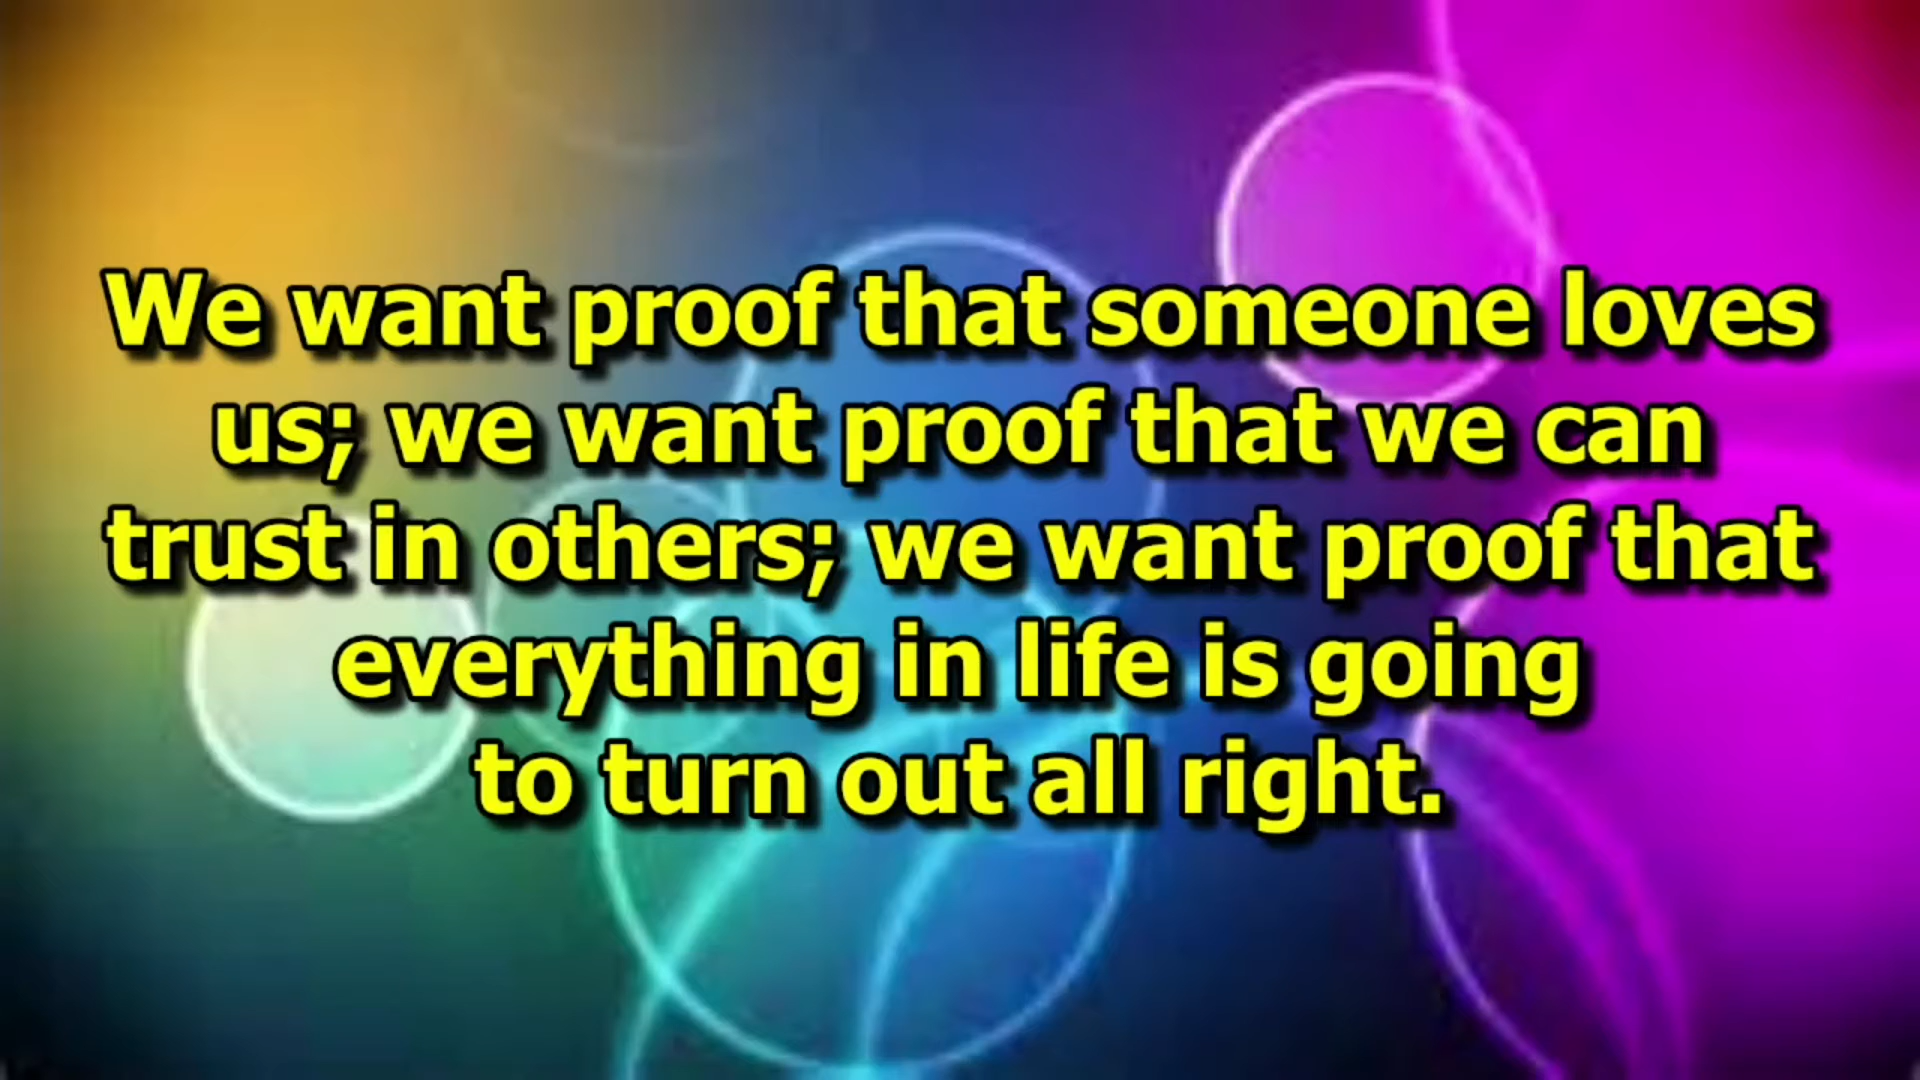 We want proof that someone loves
us; we want proof that we can
trust in others; we want proof that
everything in life is going
to turn out all right.